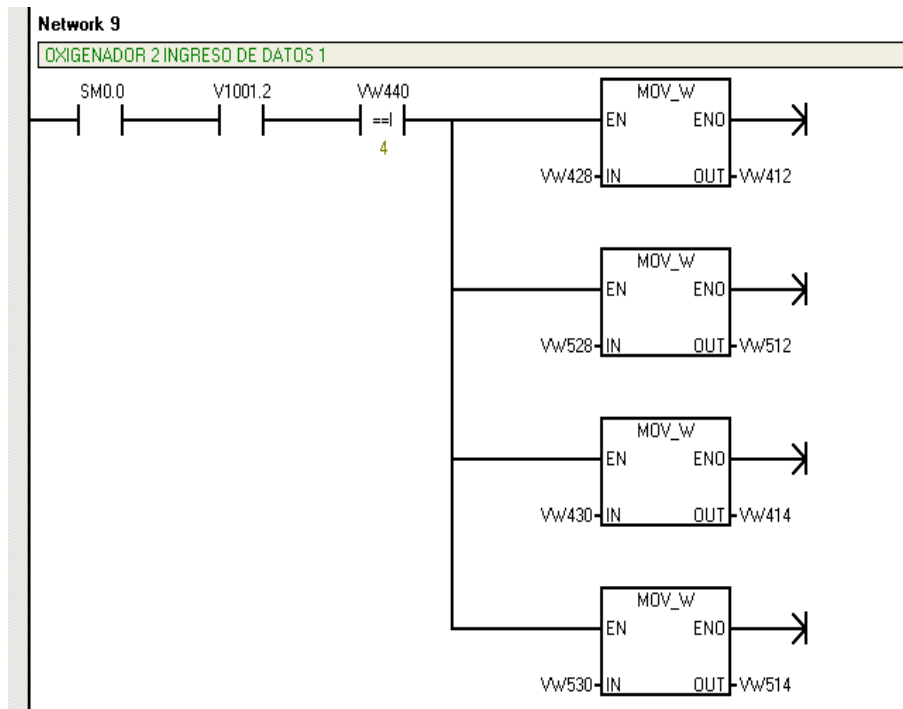 Network 9
OXIGENADOR 2 INGRESO DE DATOS 1
SM0.0 V1001.2 VW440 MOV_W
==I EN ENO
4
VW428 IN OUT VW412
MOV_W
EN ENO
VW528 IN OUT VW512
MOV_W
EN ENO
VW430 IN OUT VW414
MOV_W
EN ENO
VW530 IN OUT VW514